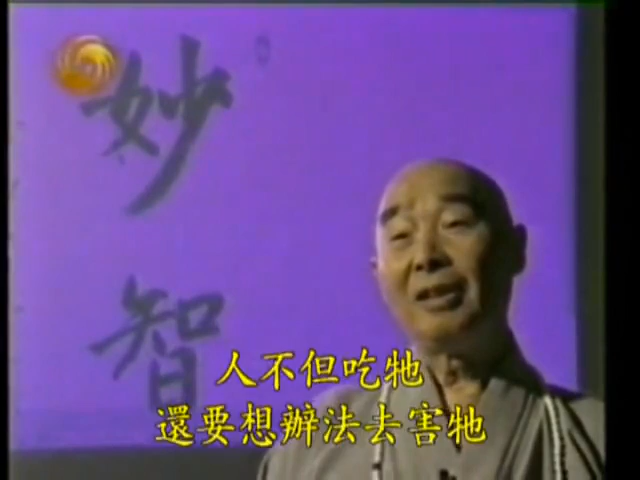 妙智
人不但吃牠
還要想辦法去害牠